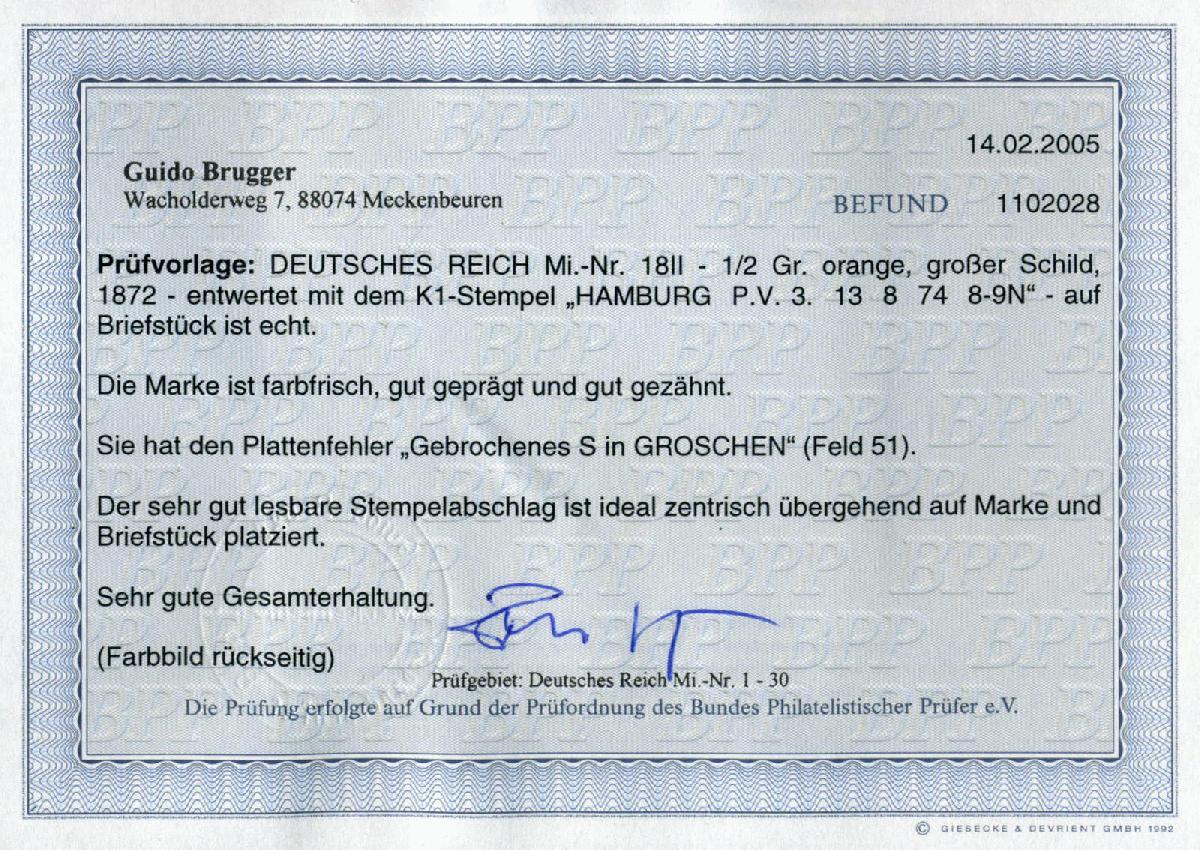 14.02.2005
Guido Brugger
Wacholderweg 7, 88074 Meckenbeuren
BEFUND 1102028
Prüfvorlage: DEUTSCHES REICH Mi.-Nr. 18II - 1/2 Gr. orange, großer Schild,
1872 - entwertet mit dem K1-Stempel „HAMBURG P.V. 3. 13 8 74 8-9N“ - auf
Briefstück ist echt.
Die Marke ist farbfrisch, gut geprägt und gut gezähnt.
Sie hat den Plattenfehler „Gebrochenes S in GROSCHEN“ (Feld 51).
Der sehr gut lesbare Stempelabschlag ist ideal zentrisch übergehend auf Marke und
Briefstück platziert.
Sehr gute Gesamterhaltung.
(Farbbild rückseitig)
Prüfgebiet: Deutsches Reich Mi.-Nr. 1 - 30
Die Prüfung erfolgte auf Grund der Prüfordnung des Bundes Philatelistischer Prüfer e.V.
© GIESECKE & DEVRIENT GMBH 1992